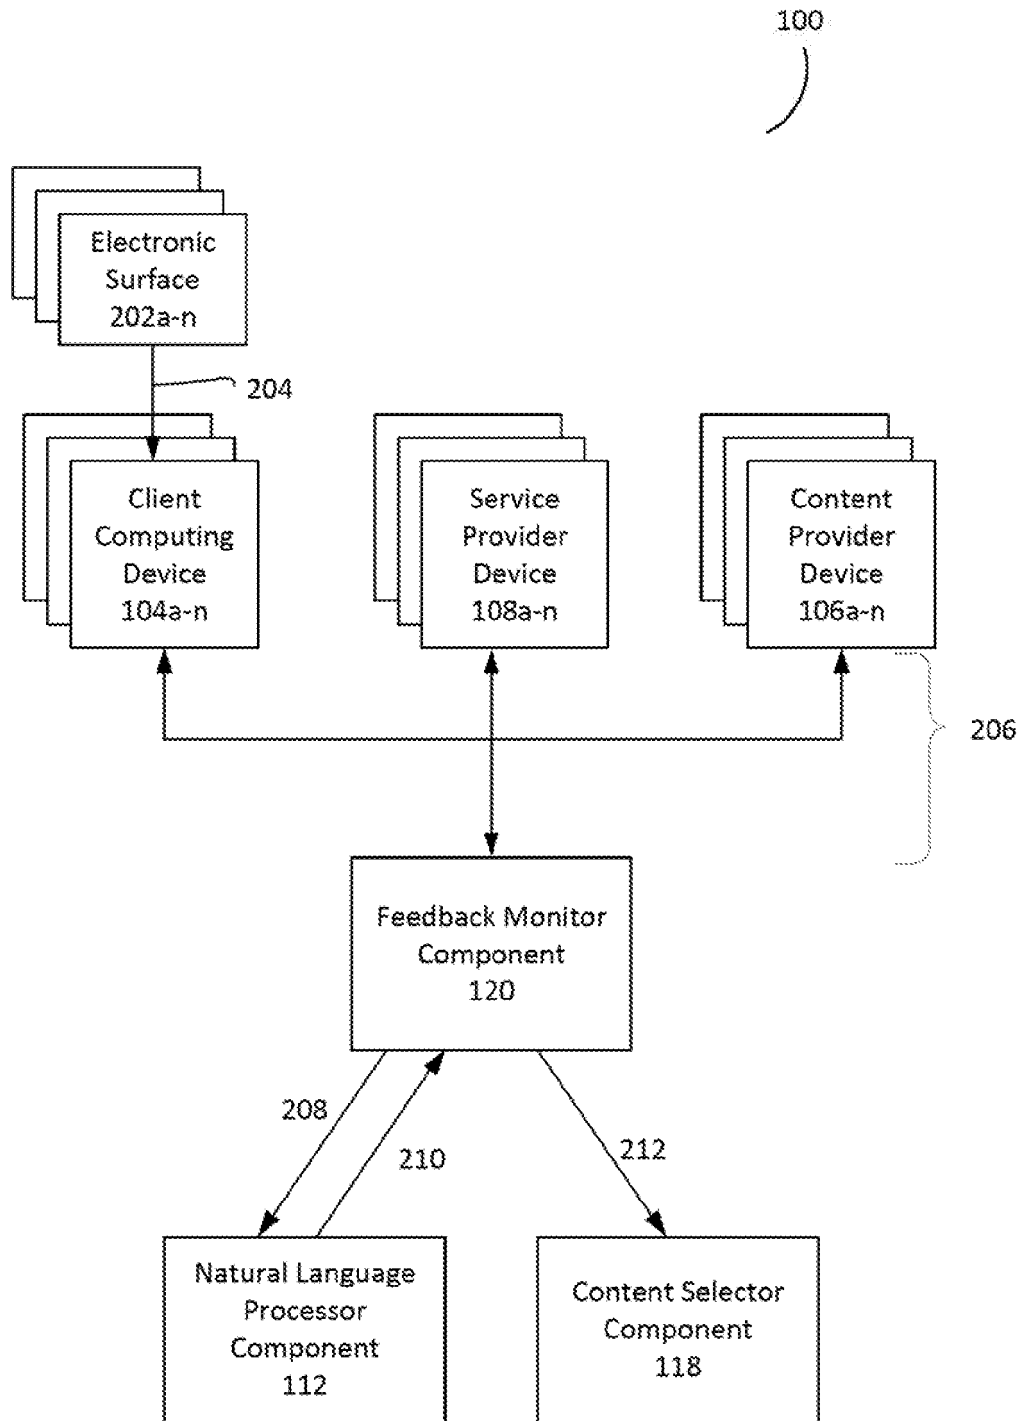 100
Electronic
Surface
202a-n
204
Client
Computing
Device
104a-n
Service
Provider
Device
108a-n
Content
Provider
Device
106a-n
206
Feedback Monitor
Component
120
208
210
212
Natural Language
Processor
Component
112
Content Selector
Component
118